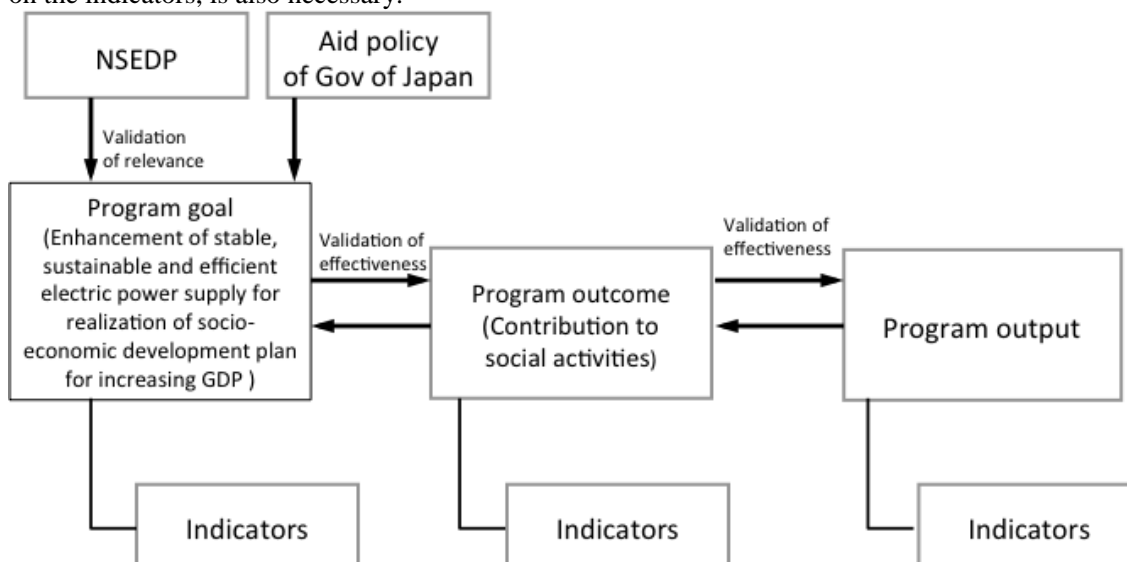 on the indicators, is also necessary.
NSEDP
Aid policy
of Gov of Japan
Validation
of relevance
Program goal
(Enhancement of stable,
sustainable and efficient
electric power supply for
realization of socio-
economic development plan
for increasing GDP )
Validation of
effectiveness
Program outcome
(Contribution to
social activities)
Validation of
effectiveness
Program output
Indicators
Indicators
Indicators